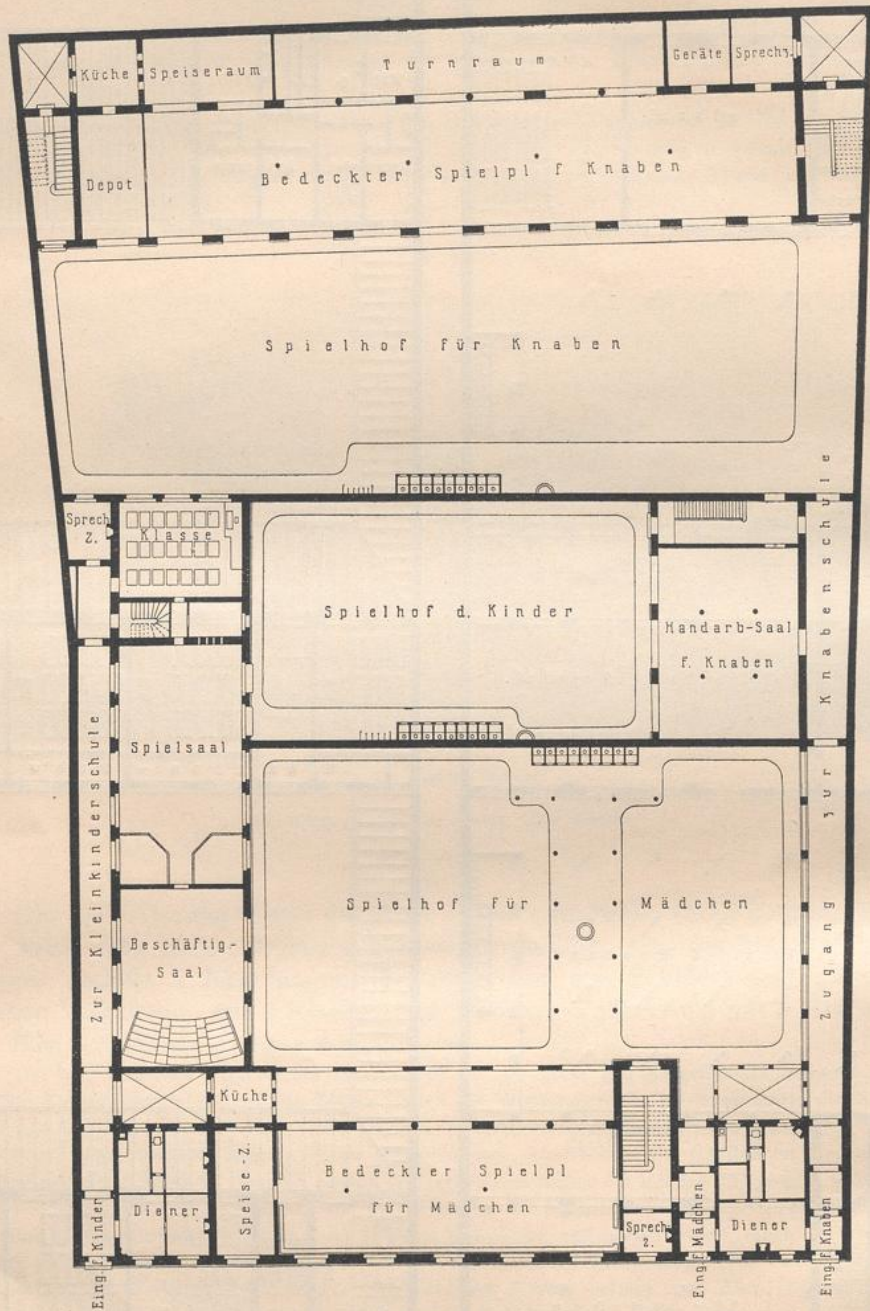 Küche
Speiseraum
Turnraum
Geräte
Sprechz.
Depot
Bedeckter Spielpl f Knaben
Spielhof für Knaben
Sprech
Z.
Klasse
Spielhof d. Kinder
Handarb-Saal
f. Knaben
Spielsaal
Zur Kleinkinderschule
Zugang zur Knabenschule
Spielhof für Mädchen
Beschäftig-
Saal
Küche
Speise-Z.
Bedeckter Spielpl
für Mädchen
Diener
Sprech
Z.
Diener
Eing. f. Kinder
Eing. f. Mädchen
Eing. f. Knaben